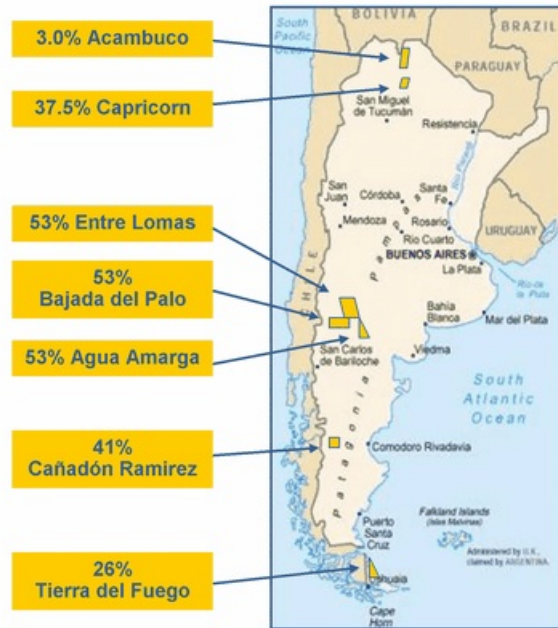 3.0% Acambuco
37.5% Capricorn
53% Entre Lomas
53%
Bajada del Palo
53% Agua Amarga
41%
Cañadón Ramirez
26%
Tierra del Fuego
South
Pacific
Ocean
BOLIVIA
BRAZIL
PARAGUAY
San Miguel
de Tucumán
Resistencia
Río Paraná
San
Juan
Córdoba
Santa
Fe
Mendoza
Rosario
Río Cuarto
Pampas
URUGUAY
BUENOS AIRES
La Plata
Río de
la Plata
CHILE
Bahía
Blanca
Mar del Plata
San Carlos
de Bariloche
Viedma
South
Atlantic
Ocean
Patagonia
Comodoro Rivadavia
Puerto
Santa
Cruz
Falkland Islands
(Islas Malvinas)
Administered by U.K.,
claimed by ARGENTINA.
Ushuaia
Cape
Horn